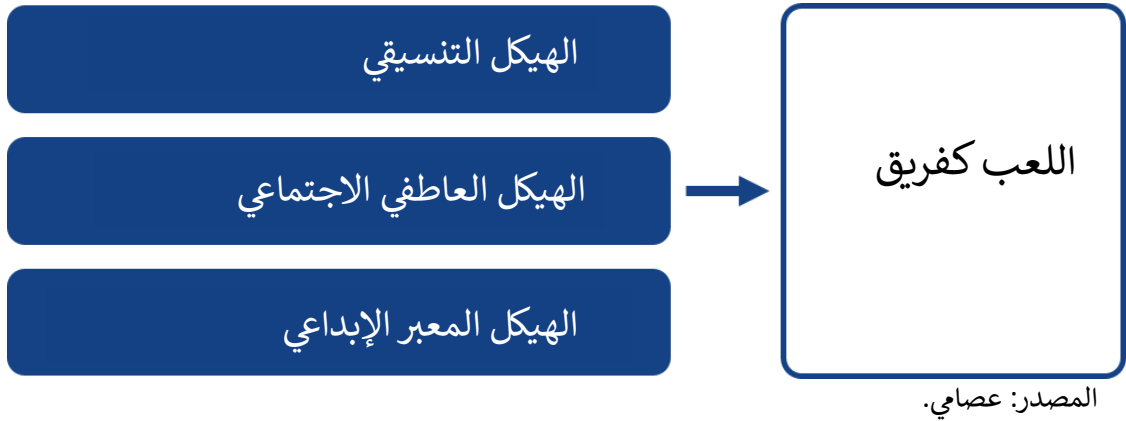 الهيكل التنسيقي
الهيكل العاطفي الاجتماعي
الهيكل المعبر الإبداعي
اللعب كفريق
المصدر: عصامي.